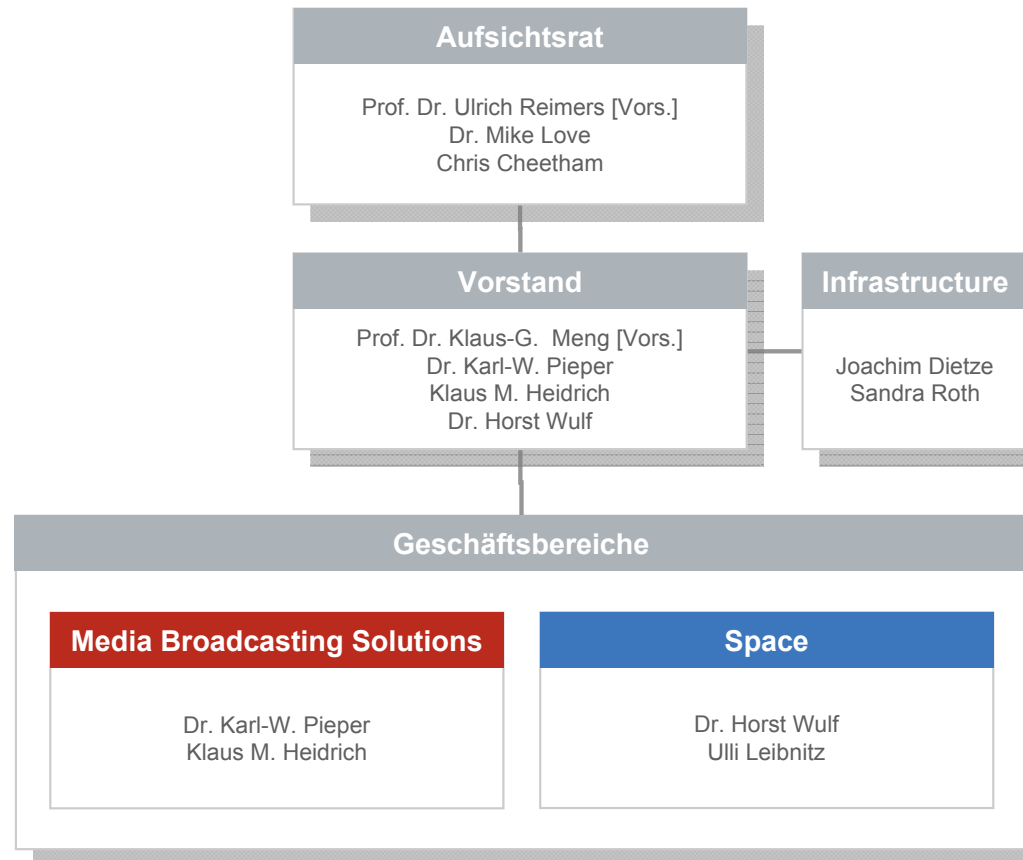 Aufsichtsrat
Prof. Dr. Ulrich Reimers [Vors.]
Dr. Mike Love
Chris Cheetham
Vorstand
Prof. Dr. Klaus-G. Meng [Vors.]
Dr. Karl-W. Pieper
Klaus M. Heidrich
Dr. Horst Wulf
Infrastructure
Joachim Dietze
Sandra Roth
Geschäftsbereiche
Media Broadcasting Solutions
Dr. Karl-W. Pieper
Klaus M. Heidrich
Space
Dr. Horst Wulf
Ulli Leibnitz